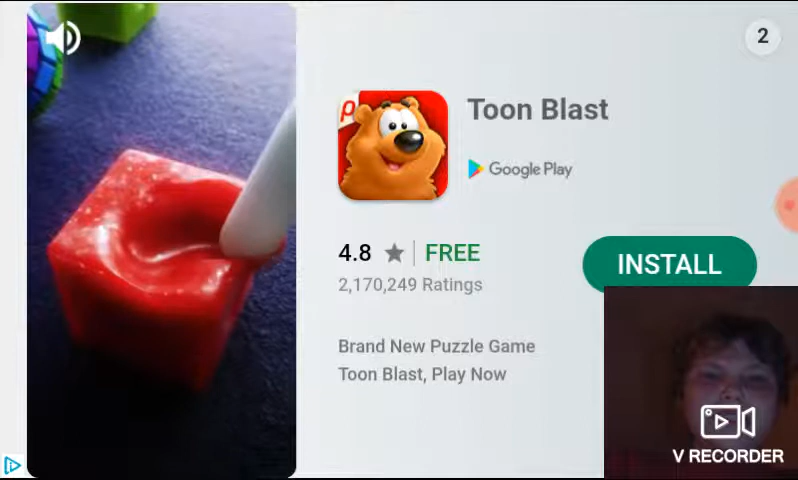 2
Toon Blast
Google Play
4.8 FREE
2,170,249 Ratings
INSTALL
Brand New Puzzle Game
Toon Blast, Play Now
V RECORDER